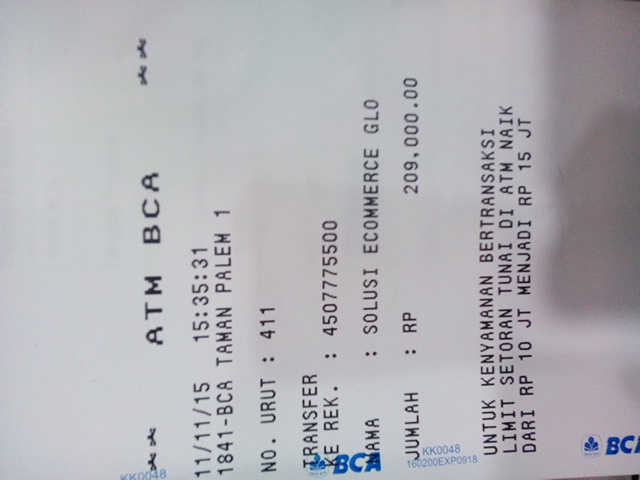 ** ATM BCA **
11/11/15 15:35:31
1841-BCA TAMAN PALEM 1
NO. URUT : 411
TRANSFER
KE REK. : 4507775500
NAMA : SOLUSI ECOMMERCE GLO
JUMLAH : RP 209,000.00
UNTUK KENYAMANAN BERTRANSAKSI
LIMIT SETORAN TUNAI DI ATM NAIK
DARI RP 10 JT MENJADI RP 15 JT
KK0048
BCA
KK0048
160200EXP0918
BCA